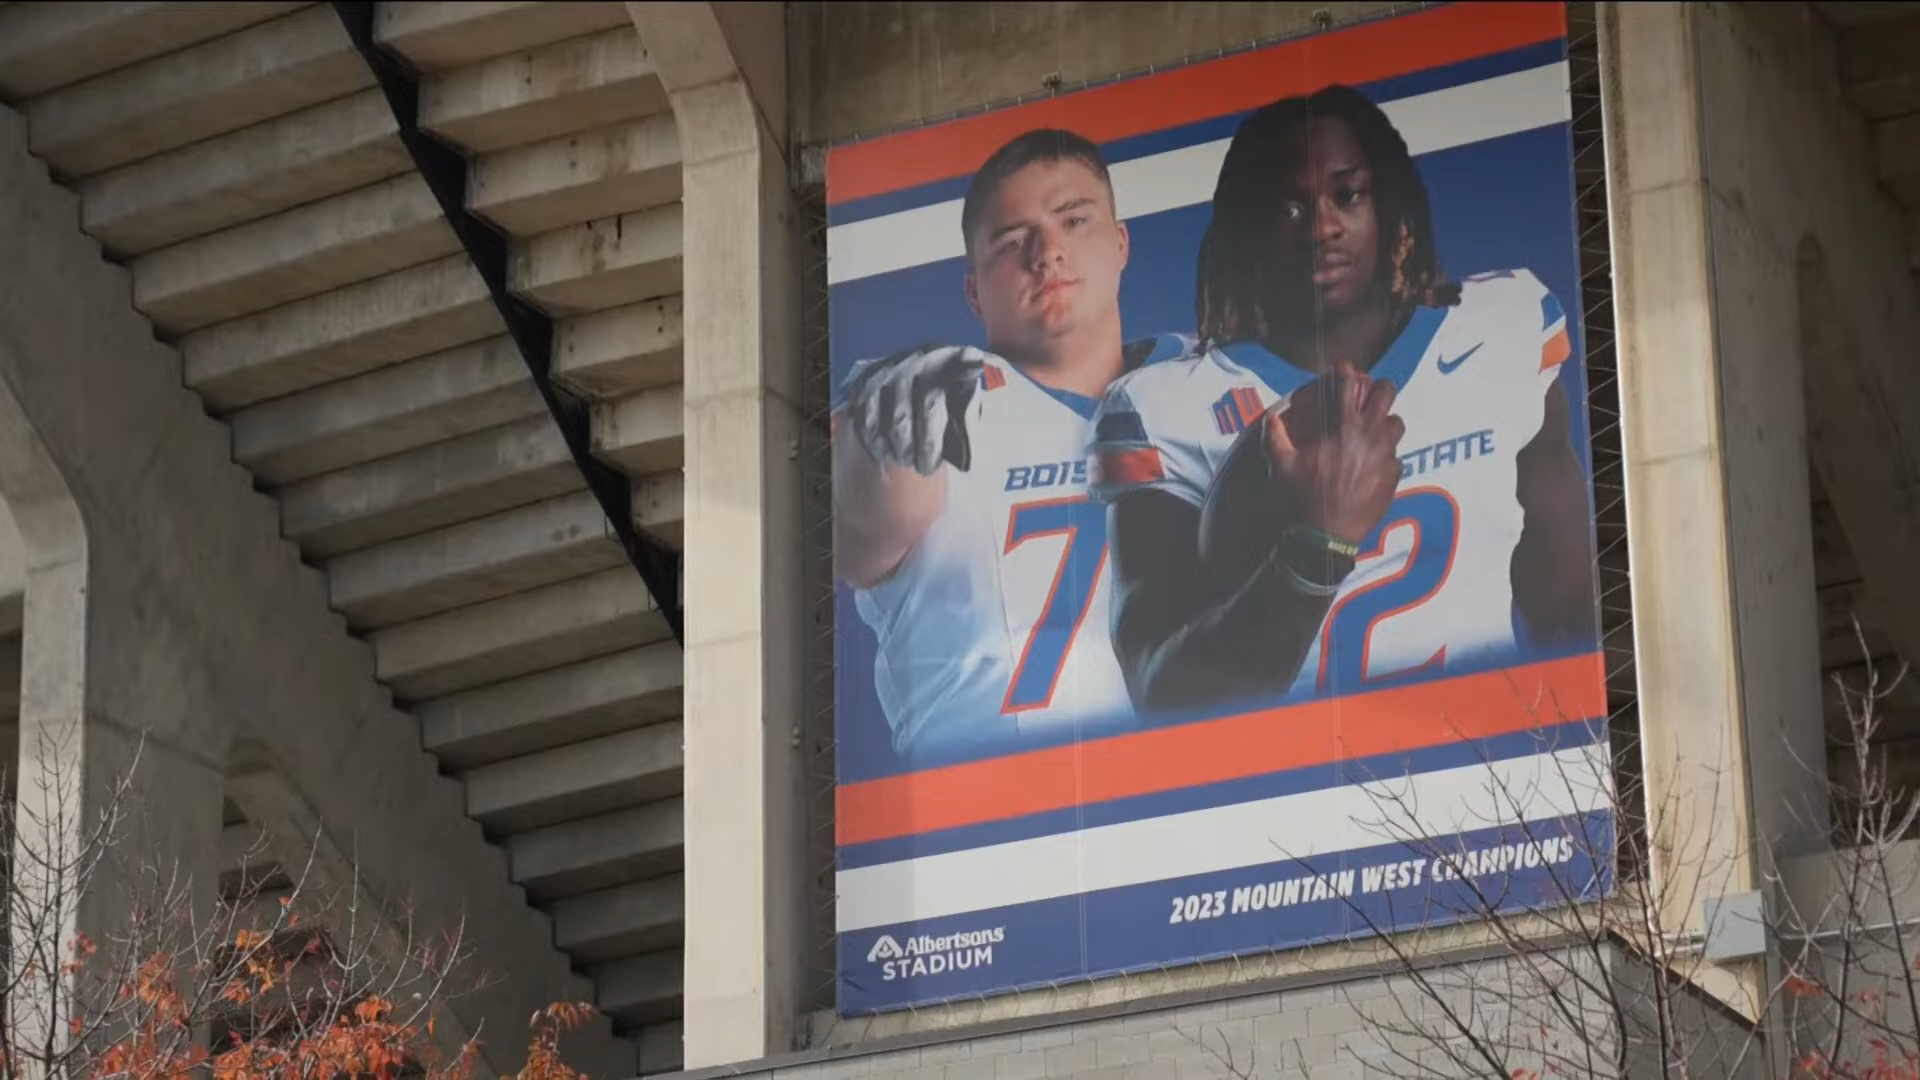 BOIS
STATE
7
2
2023 MOUNTAIN WEST CHAMPIONS
Albertsons
STADIUM